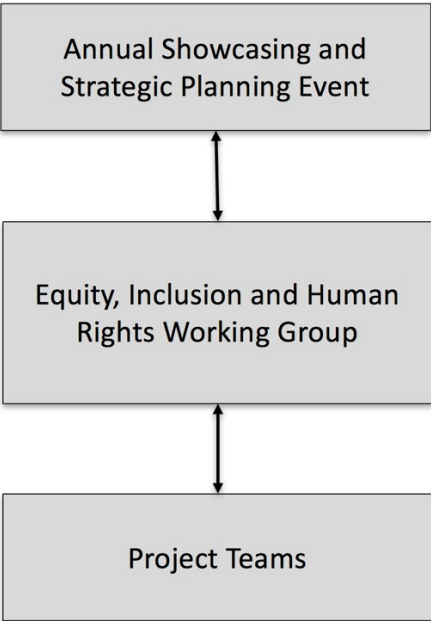 Annual Showcasing and
Strategic Planning Event
Equity, Inclusion and Human
Rights Working Group
Project Teams